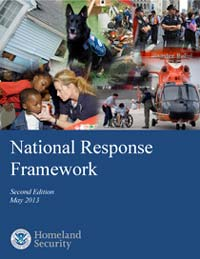 National Response
Framework
Second Edition
May 2013
Homeland
Security